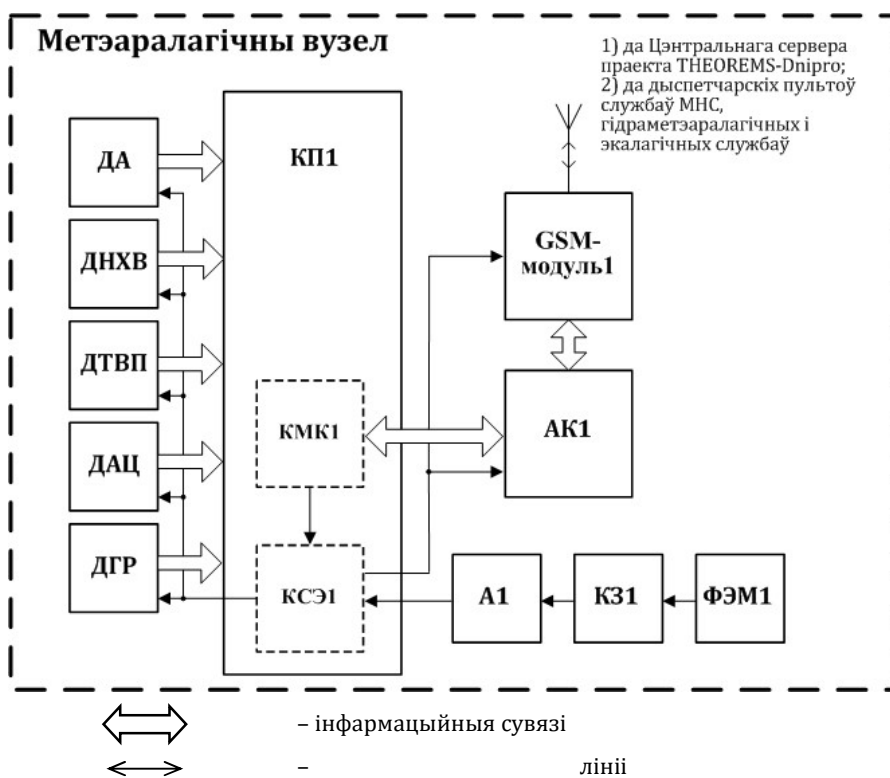 Метэаралагічны вузел
1) да Цэнтральнага сервера
праекта THEOREMS-Dnipro;
2) да дыспетчарскіх пультоў
службаў МНС,
гідраметэаралагічных і
экалагічных службаў
ДА
КП1
ДНХВ
GSM-
модуль1
ДТВП
КМК1
АК1
ДАЦ
ДГР
КСЭ1
А1
КЗ1
ФЭМ1
– інфармацыйныя сувязі
– лініі